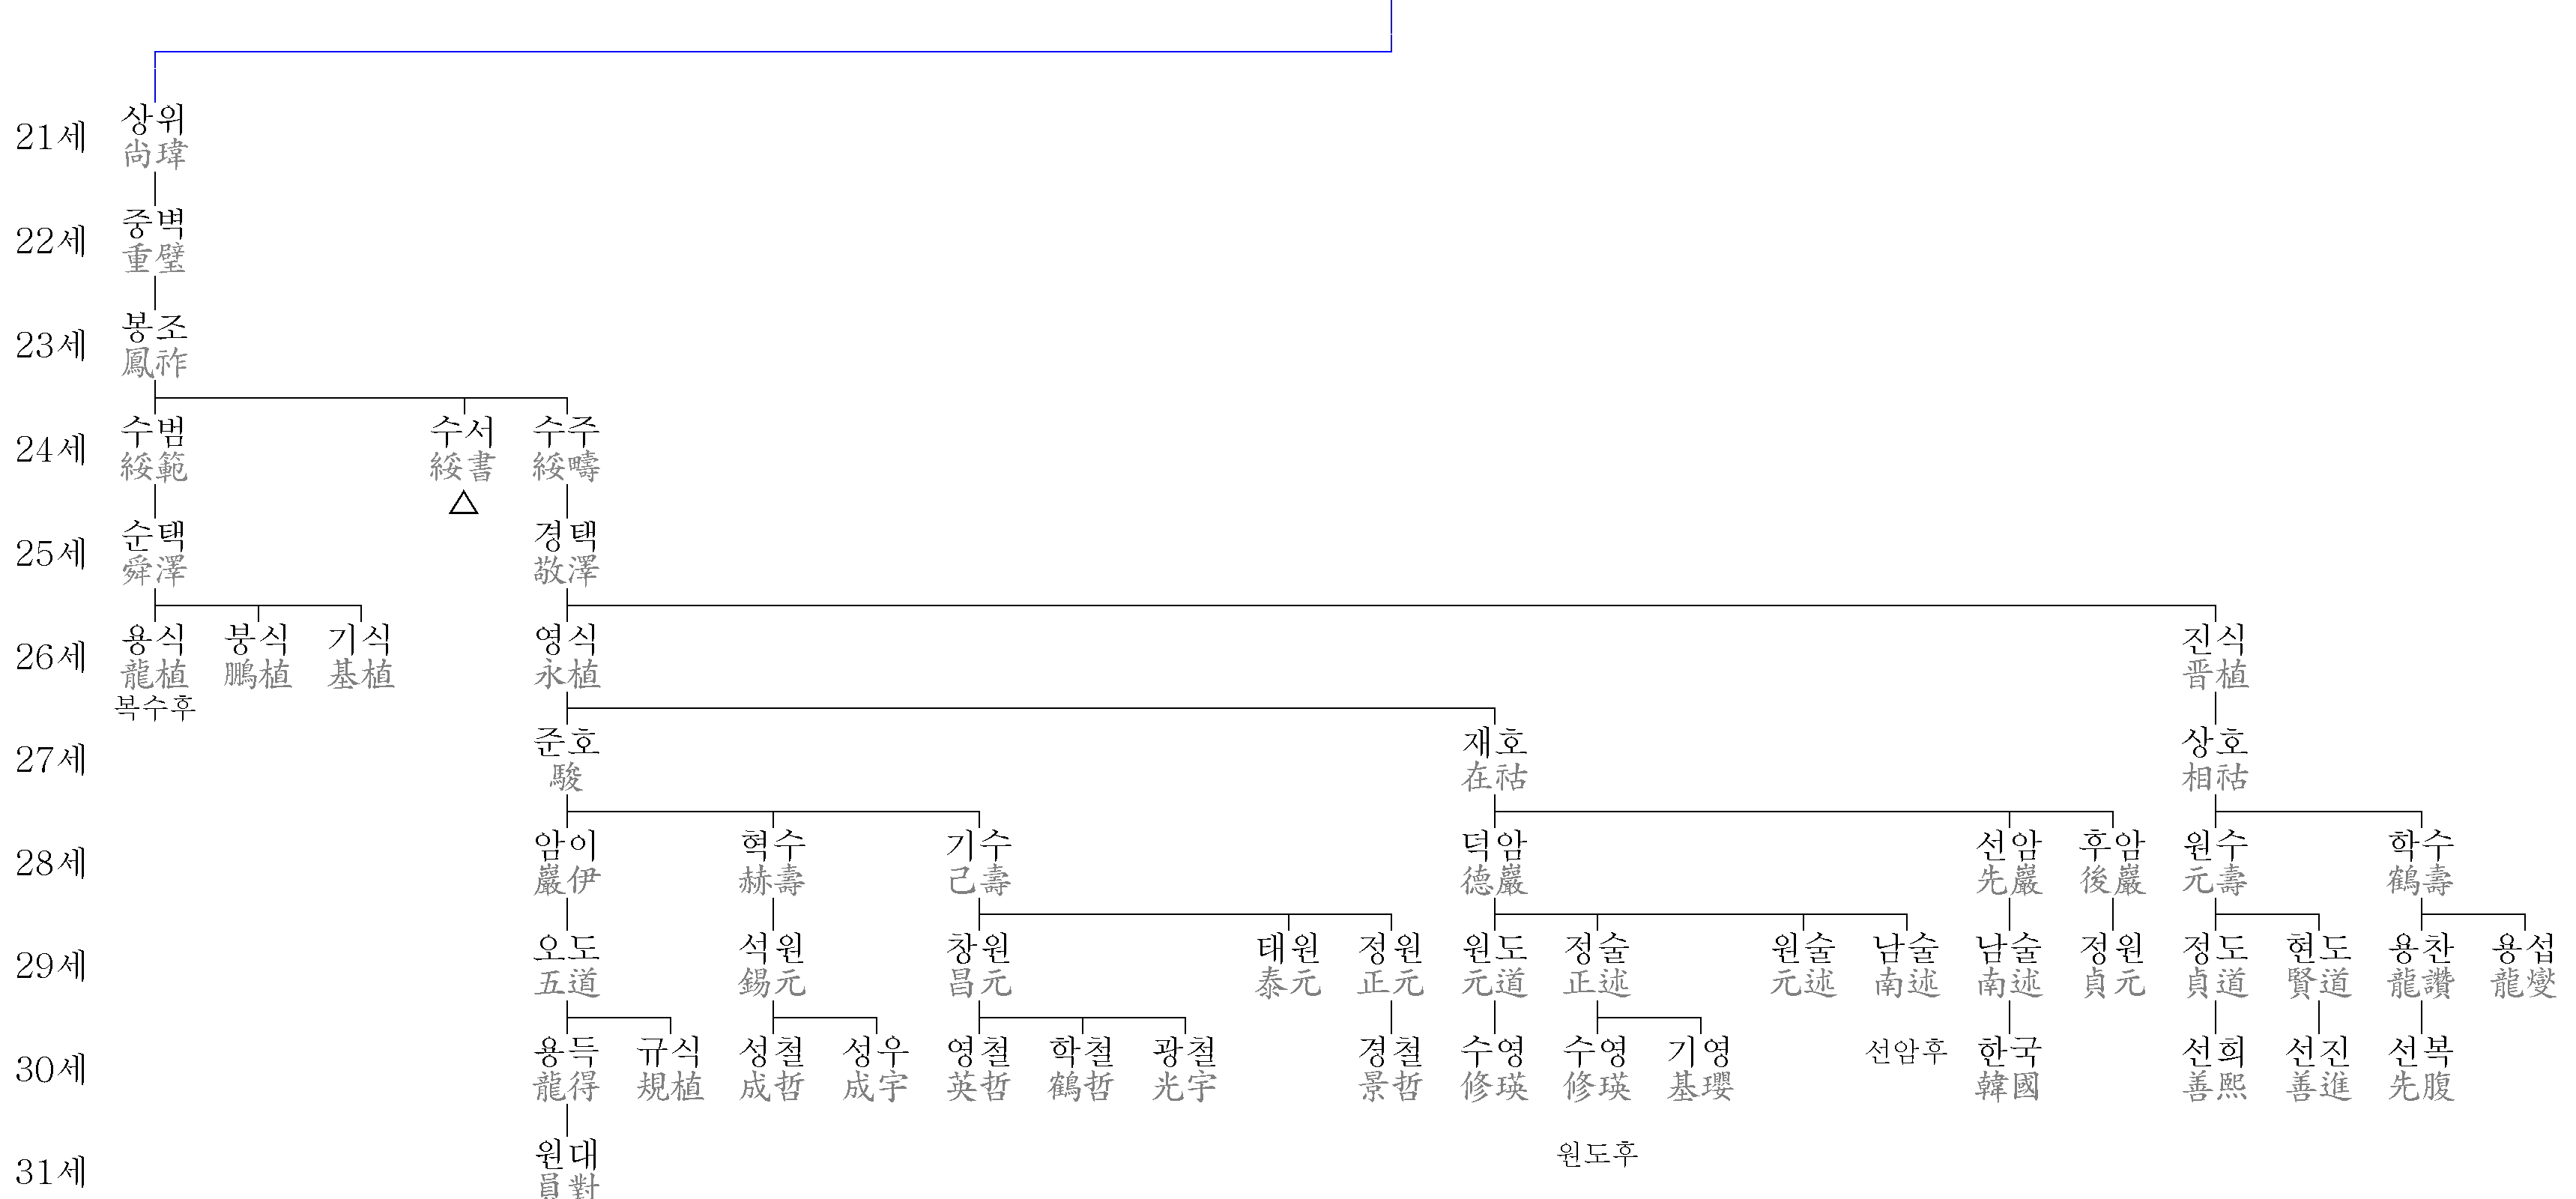 21세 상위
尚瑋
22세 중벽
重璧
23세 봉조
鳳祚
24세 수범 수서 수주
綏範 綏書 綏疇
25세 순택 경택
舜澤 敬澤
26세 용식 붕식 기식 영식 진식
龍植 鵬植 基植 永植 晋植
복수후
27세 준호 재호 상호
駿 在祜 相祜
28세 암이 혁수 기수 덕암 선암 후암 원수 학수
巖伊 赫壽 己壽 德巖 先巖 後巖 元壽 鶴壽
29세 오도 석원 창원 태원 정원 원도 정술 원술 남술 남술 정원 정도 현도 용찬 용섭
五道 錫元 昌元 泰元 正元 元道 正述 元述 南述 南述 貞元 貞道 賢道 龍讚 龍燮
30세 용득 규식 성철 성우 영철 학철 광철 경철 수영 수영 기영 선암후 한국 선희 선진 선복
龍得 規植 成哲 成宇 英哲 鶴哲 光宇 景哲 修瑛 修瑛 基瓔 韓國 善熙 善進 先腹
31세 원대 원도후
員對